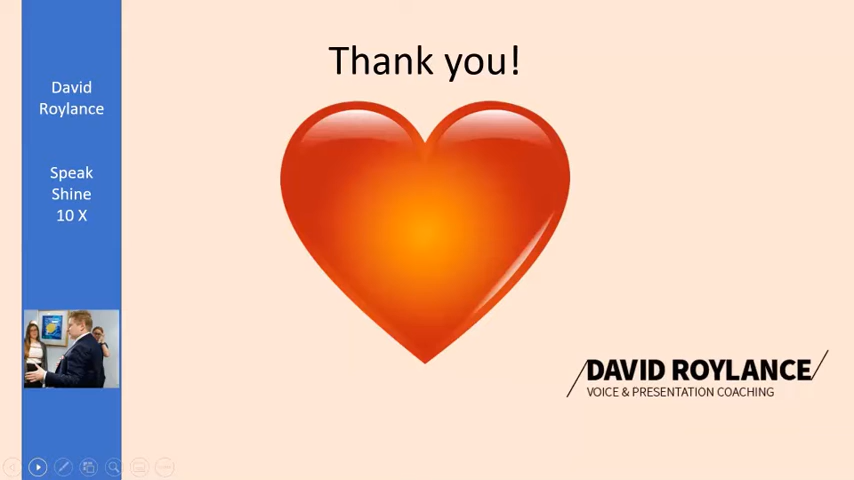 Thank you!
David
Roylance
Speak
Shine
10 X
DAVID ROYLANCE
VOICE & PRESENTATION COACHING